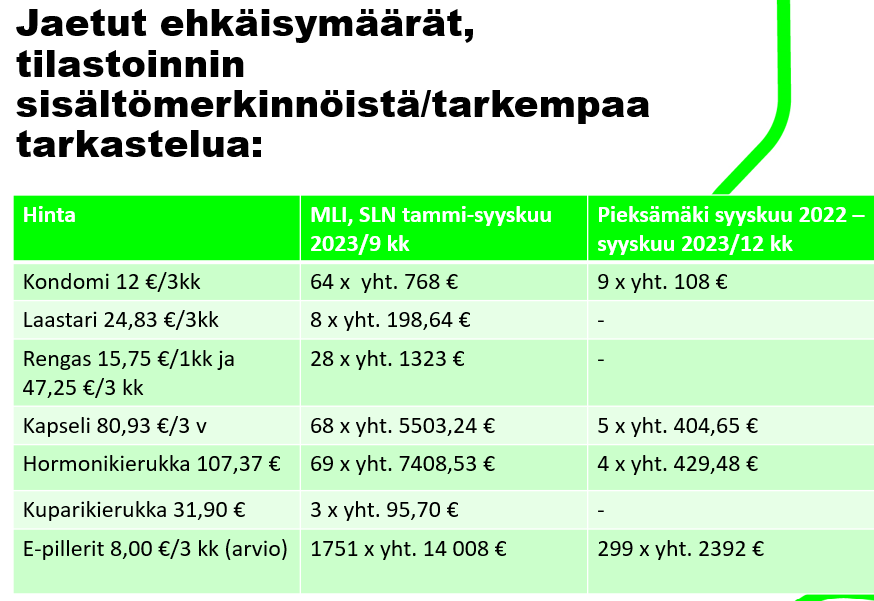 Jaetut ehkäisymäärät,
tilastoinnin
sisältömerkinnöistä/tarkempaa
tarkastelua:
Hinta
MLI, SLN tammi-syyskuu
2023/9 kk
Pieksämäki syyskuu 2022 –
syyskuu 2023/12 kk
Kondomi 12 €/3kk
64 x  yht. 768 €
9 x yht. 108 €
Laastari 24,83 €/3kk
8 x yht. 198,64 €
-
Rengas 15,75 €/1kk ja
47,25 €/3 kk
28 x yht. 1323 €
-
Kapseli 80,93 €/3 v
68 x yht. 5503,24 €
5 x yht. 404,65 €
Hormonikierukka 107,37 €
69 x yht. 7408,53 €
4 x yht. 429,48 €
Kuparikierukka 31,90 €
3 x yht. 95,70 €
-
E-pillerit 8,00 €/3 kk (arvio)
1751 x yht. 14 008 €
299 x yht. 2392 €